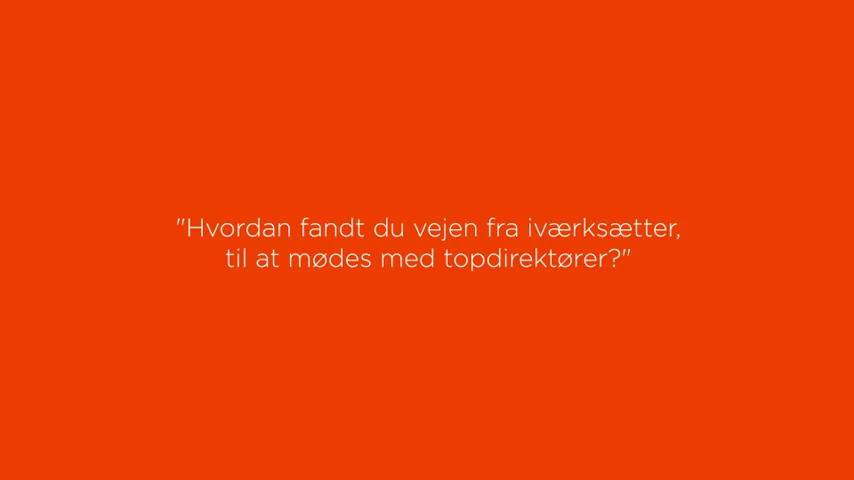 "Hvordan fandt du vejen fra iværksætter,
til at mødes med topdirektører?"